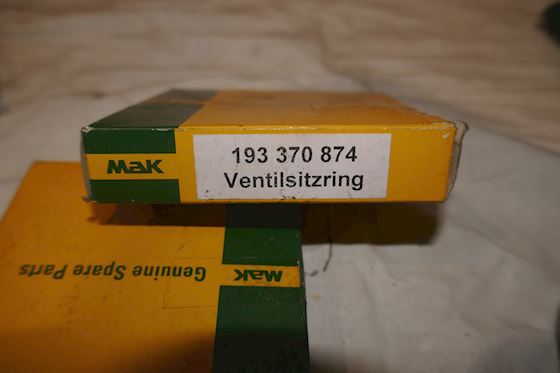 MaK
193 370 874
Ventilsitzring
Genuine Spare Parts
MaK